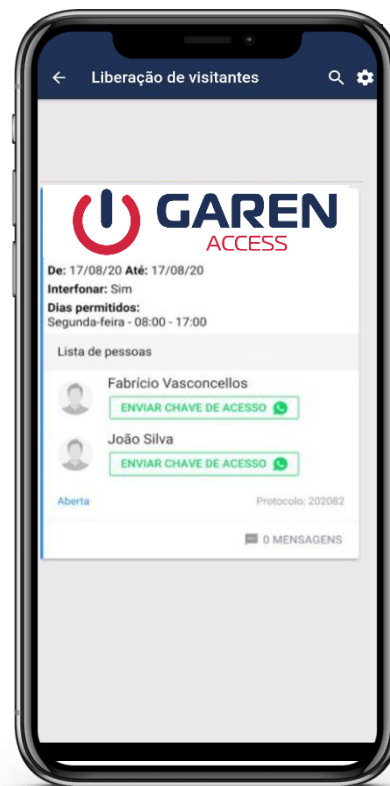 Liberação de visitantes
GAREN
ACCESS
De: 17/08/20 Até: 17/08/20
Interfonar: Sim
Dias permitidos:
Segunda-feira - 08:00 - 17:00
Lista de pessoas
Fabrício Vasconcellos
ENVIAR CHAVE DE ACESSO
João Silva
ENVIAR CHAVE DE ACESSO
Aberta Protocolo: 202082
0 MENSAGENS